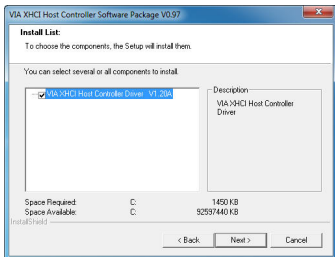 VIA XHCI Host Controller Software Package V0.97
Install List:
To choose the components, the Setup will install them.
You can select several or all components to install.
VIA XHCI Host Controller Driver V1.20A
Description
VIA XHCI Host Controller
Driver
Space Required: C: 1450 KB
Space Available: C: 92597440 KB
InstallShield
< Back Next > Cancel